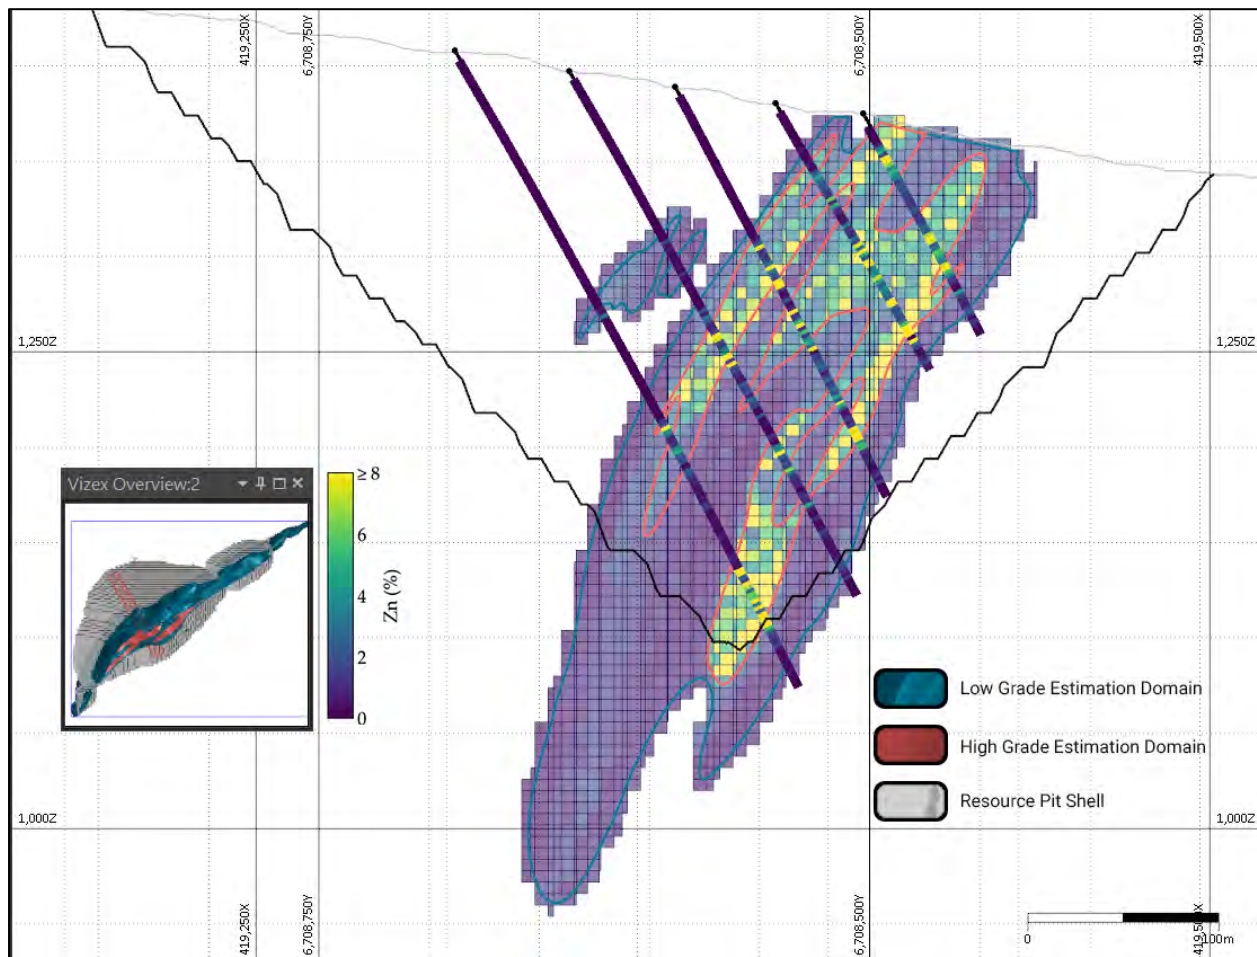 419,250X
6,708,750Y
6,708,500Y
419,500X
1,250Z
1,250Z
Vizex Overview:2
≥ 8
6
4
2
0
Zn (%)
Low Grade Estimation Domain
High Grade Estimation Domain
Resource Pit Shell
1,000Z
1,000Z
419,250X
6,708,750Y
6,708,500Y
419,500X
0
100m